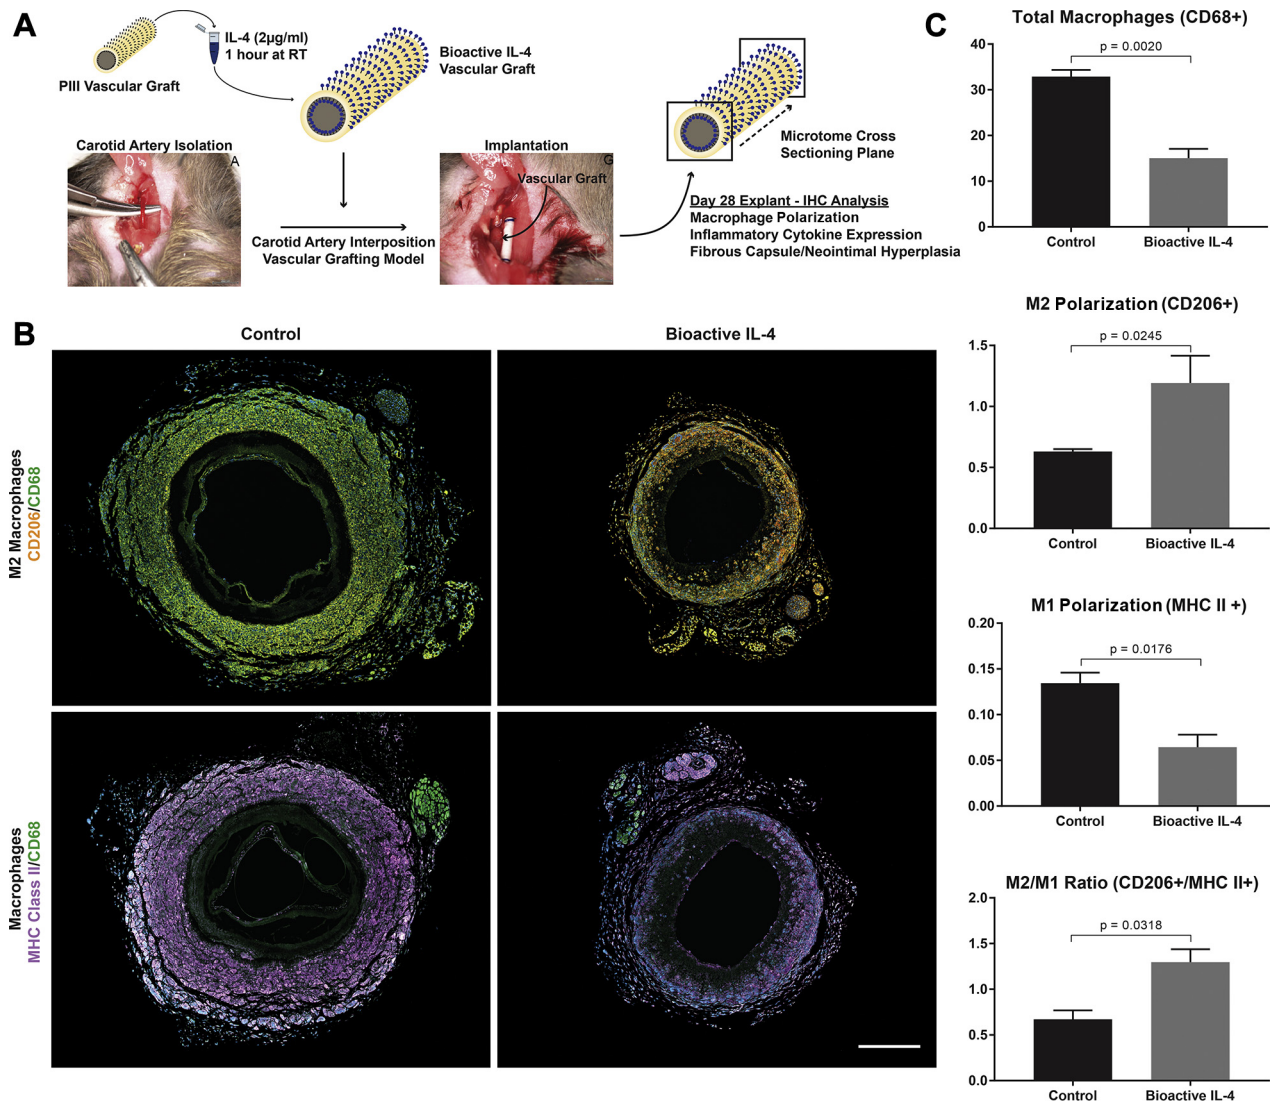 A
IL-4 (2µg/ml)
1 hour at RT
PIII Vascular Graft
Bioactive IL-4
Vascular Graft
Carotid Artery Isolation
A
Carotid Artery Interposition
Vascular Grafting Model
Implantation
G
Vascular Graft
Microtome Cross
Sectioning Plane
Day 28 Explant - IHC Analysis
Macrophage Polarization
Inflammatory Cytokine Expression
Fibrous Capsule/Neointimal Hyperplasia
B
Control
Bioactive IL-4
M2 Macrophages
CD206/CD68
Macrophages
MHC Class II/CD68
C
Total Macrophages (CD68+)
p = 0.0020
40
30
20
10
0
Control
Bioactive IL-4
M2 Polarization (CD206+)
p = 0.0245
1.5
1.0
0.5
0.0
Control
Bioactive IL-4
M1 Polarization (MHC II +)
p = 0.0176
0.20
0.15
0.10
0.05
0.00
Control
Bioactive IL-4
M2/M1 Ratio (CD206+/MHC II+)
p = 0.0318
2.0
1.5
1.0
0.5
0.0
Control
Bioactive IL-4